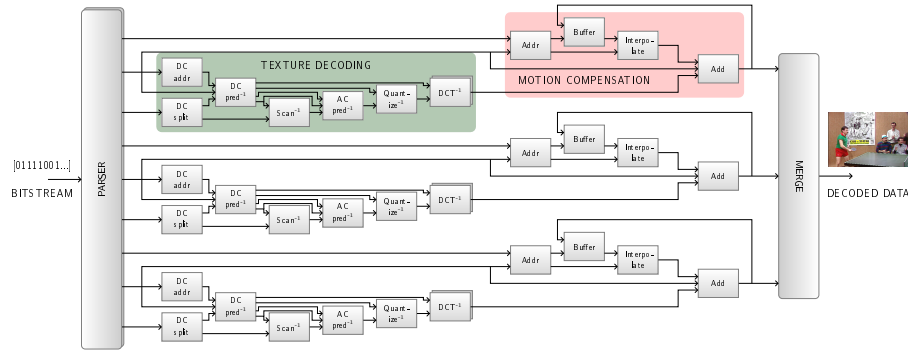 TEXTURE DECODING
MOTION COMPENSATION
Addr
Buffer
Interpo-
late
Add
DC
addr
DC
split
DC
pred⁻¹
Scan⁻¹
AC
pred⁻¹
Quant-
ize⁻¹
DCT⁻¹
[01111001...]
BITSTREAM
PARSER
Addr
Buffer
Interpo-
late
Add
DC
addr
DC
split
DC
pred⁻¹
Scan⁻¹
AC
pred⁻¹
Quant-
ize⁻¹
DCT⁻¹
MERGE
DECODED DATA
Addr
Buffer
Interpo-
late
Add
DC
addr
DC
split
DC
pred⁻¹
Scan⁻¹
AC
pred⁻¹
Quant-
ize⁻¹
DCT⁻¹